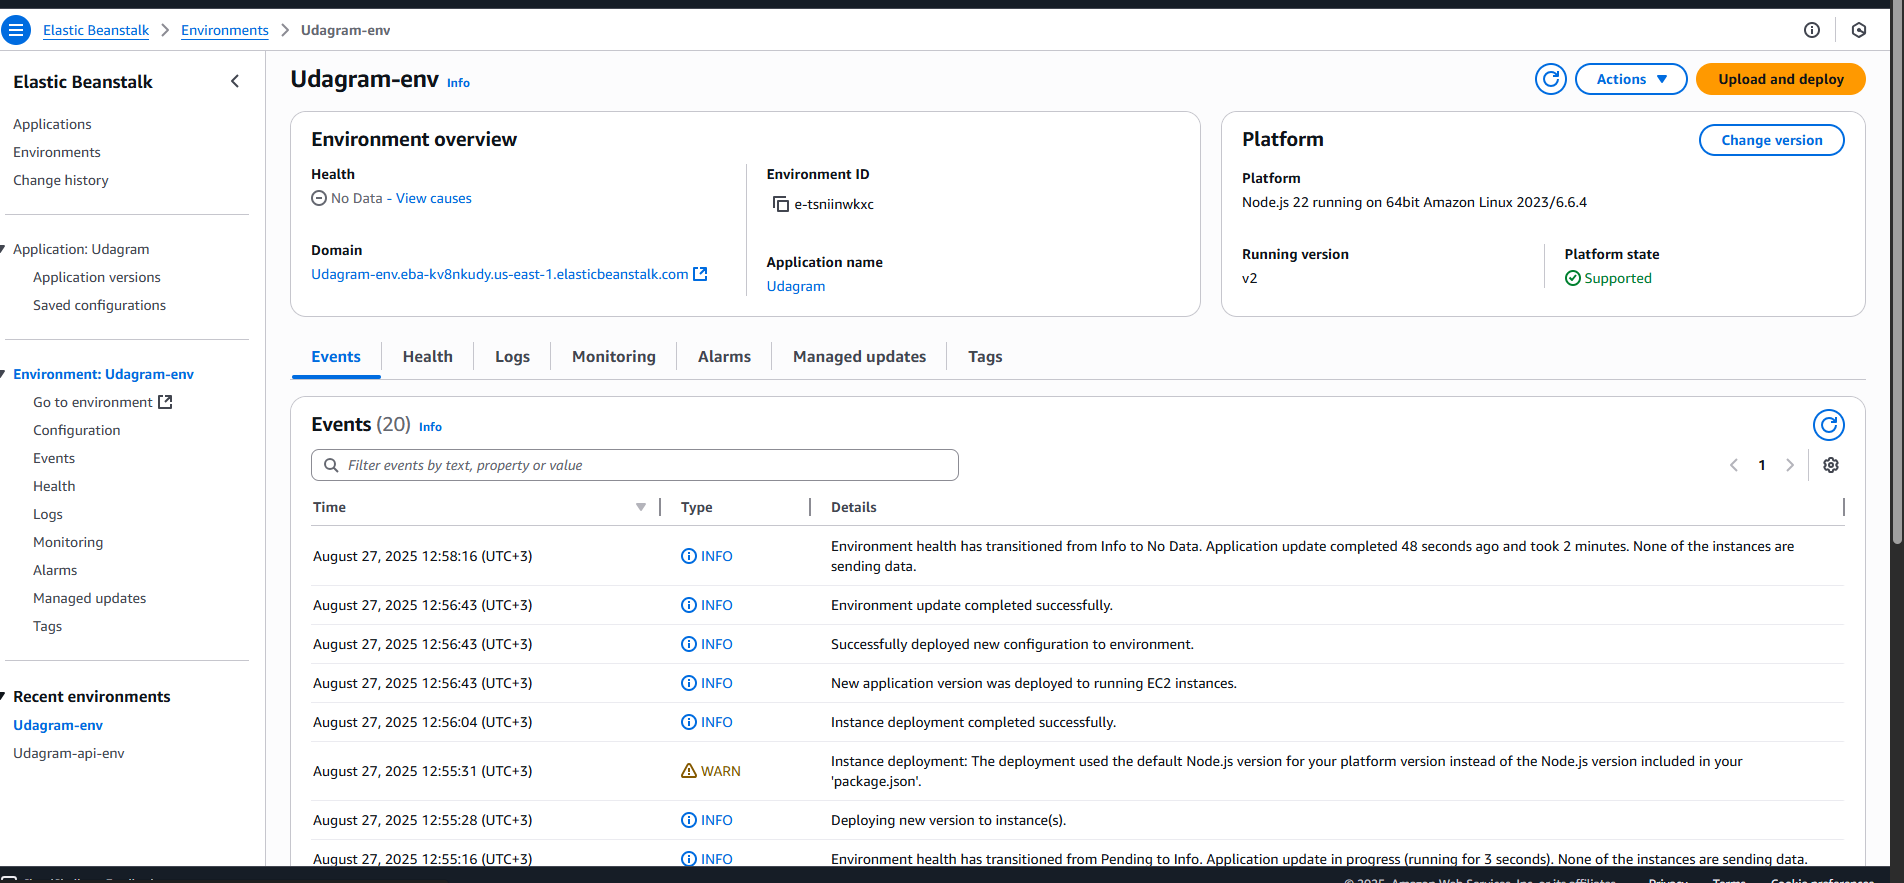 Elastic Beanstalk > Environments > Udagram-env
Elastic Beanstalk
Applications
Environments
Change history
Application: Udagram
Application versions
Saved configurations
Environment: Udagram-env
Go to environment
Configuration
Events
Health
Logs
Monitoring
Alarms
Managed updates
Tags
Recent environments
Udagram-env
Udagram-api-env
Udagram-env Info
Actions
Upload and deploy
Environment overview
Health
No Data - View causes
Domain
Udagram-env.eba-kv8nkudy.us-east-1.elasticbeanstalk.com
Environment ID
e-tsniinwkxc
Application name
Udagram
Platform
Change version
Platform
Node.js 22 running on 64bit Amazon Linux 2023/6.6.4
Running version
v2
Platform state
Supported
Events Health Logs Monitoring Alarms Managed updates Tags
Events (20) Info
Filter events by text, property or value
1
Time Type Details
August 27, 2025 12:58:16 (UTC+3) INFO Environment health has transitioned from Info to No Data. Application update completed 48 seconds ago and took 2 minutes. None of the instances are
sending data.
August 27, 2025 12:56:43 (UTC+3) INFO Environment update completed successfully.
August 27, 2025 12:56:43 (UTC+3) INFO Successfully deployed new configuration to environment.
August 27, 2025 12:56:43 (UTC+3) INFO New application version was deployed to running EC2 instances.
August 27, 2025 12:56:04 (UTC+3) INFO Instance deployment completed successfully.
August 27, 2025 12:55:31 (UTC+3) WARN Instance deployment: The deployment used the default Node.js version for your platform version instead of the Node.js version included in your
'package.json'.
August 27, 2025 12:55:28 (UTC+3) INFO Deploying new version to instance(s).
August 27, 2025 12:55:16 (UTC+3) INFO Environment health has transitioned from Pending to Info. Application update in progress (running for 3 seconds). None of the instances are sending data.
© 2025, Amazon Web Services, Inc. or its affiliates. Privacy Terms Cookie preferences